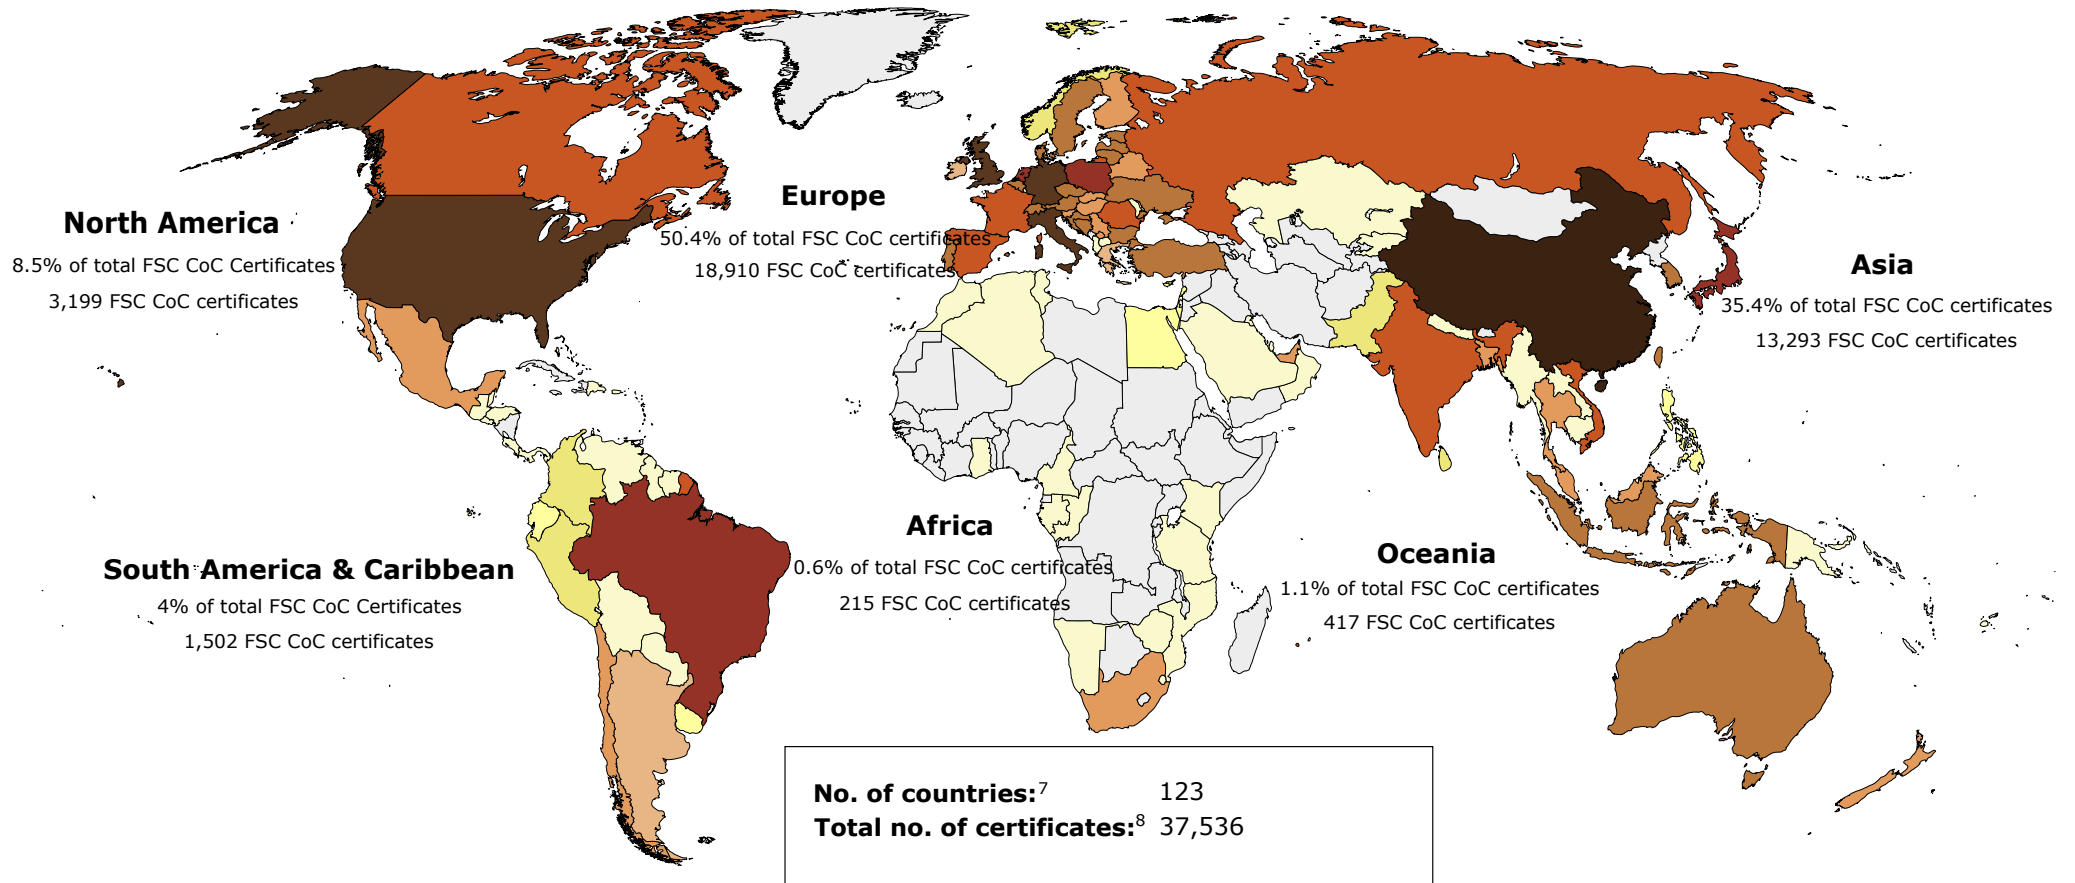 North America
8.5% of total FSC CoC Certificates
3,199 FSC CoC certificates
Europe
50.4% of total FSC CoC certificates
18,910 FSC CoC certificates
Asia
35.4% of total FSC CoC certificates
13,293 FSC CoC certificates
South America & Caribbean
4% of total FSC CoC Certificates
1,502 FSC CoC certificates
Africa
0.6% of total FSC CoC certificates
215 FSC CoC certificates
Oceania
1.1% of total FSC CoC certificates
417 FSC CoC certificates
No. of countries:⁷ 123
Total no. of certificates:⁸ 37,536